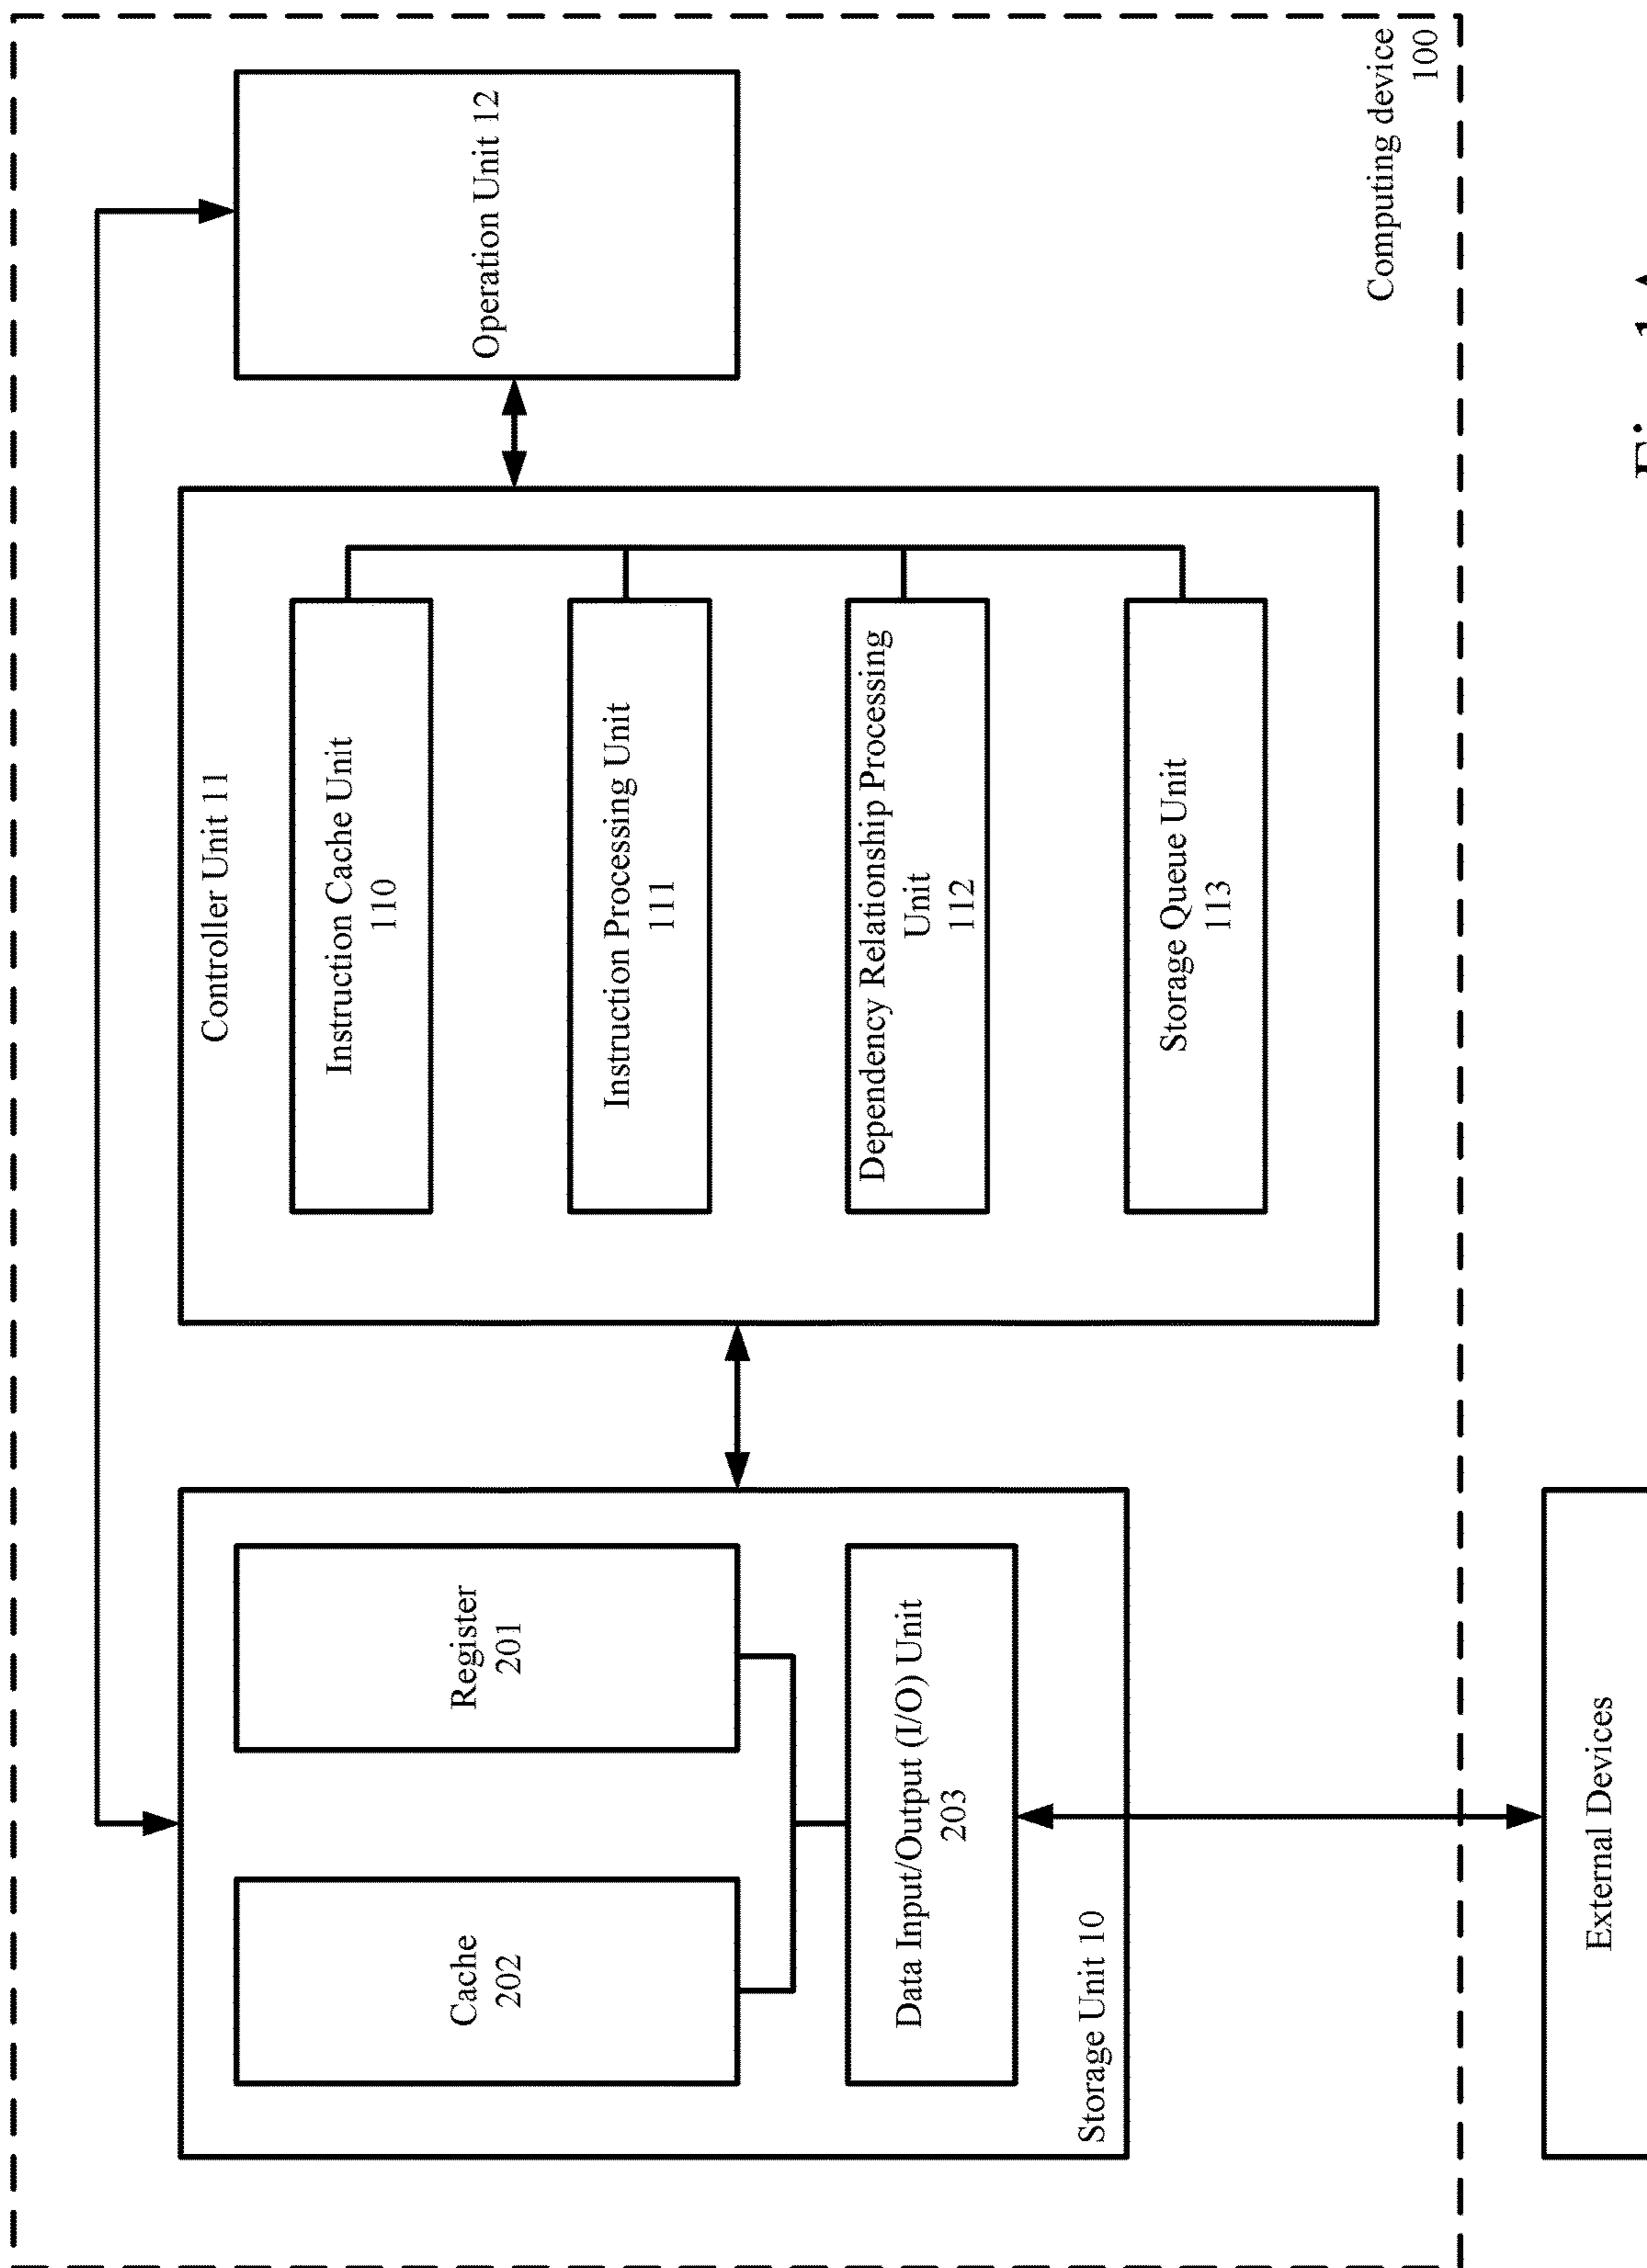 Cache
202
Register
201
Data Input/Output (I/O) Unit
203
Storage Unit 10
Controller Unit 11
Instruction Cache Unit
110
Instruction Processing Unit
111
Dependency Relationship Processing
Unit
112
Storage Queue Unit
113
Operation Unit 12
Computing device
100
External Devices